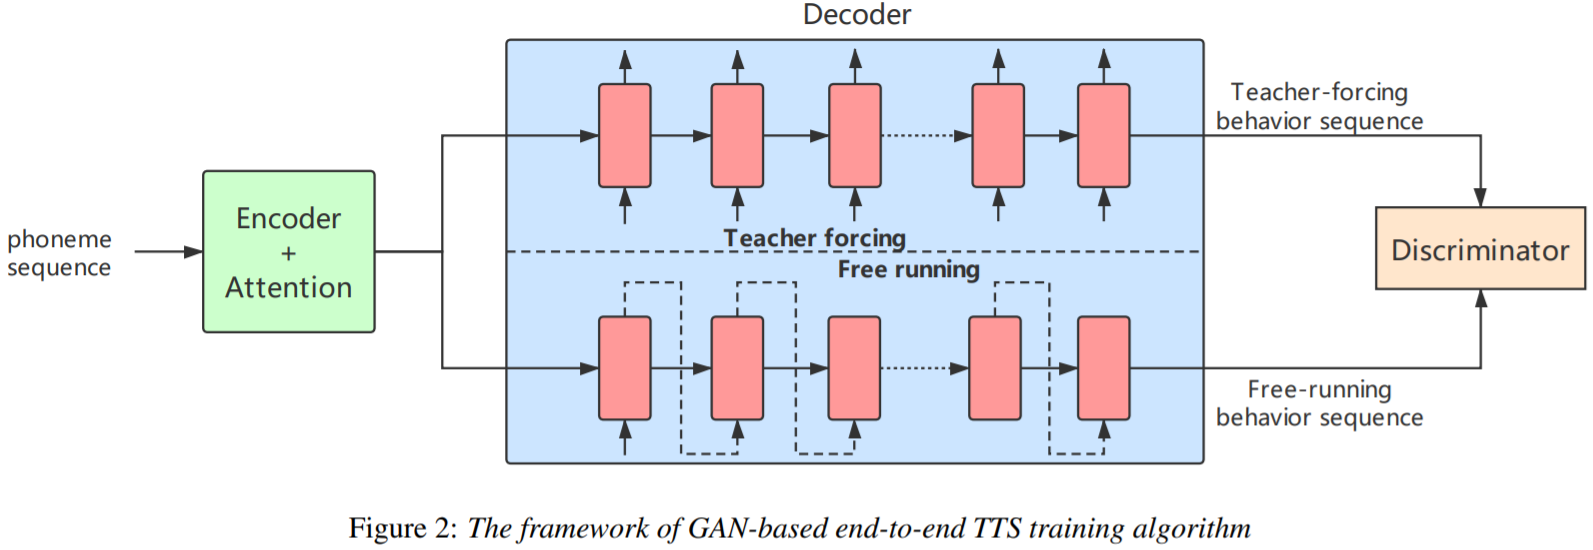 Decoder
Teacher-forcing
behavior sequence
phoneme
sequence
Encoder
+
Attention
Teacher forcing
Free running
Discriminator
Free-running
behavior sequence
Figure 2: The framework of GAN-based end-to-end TTS training algorithm